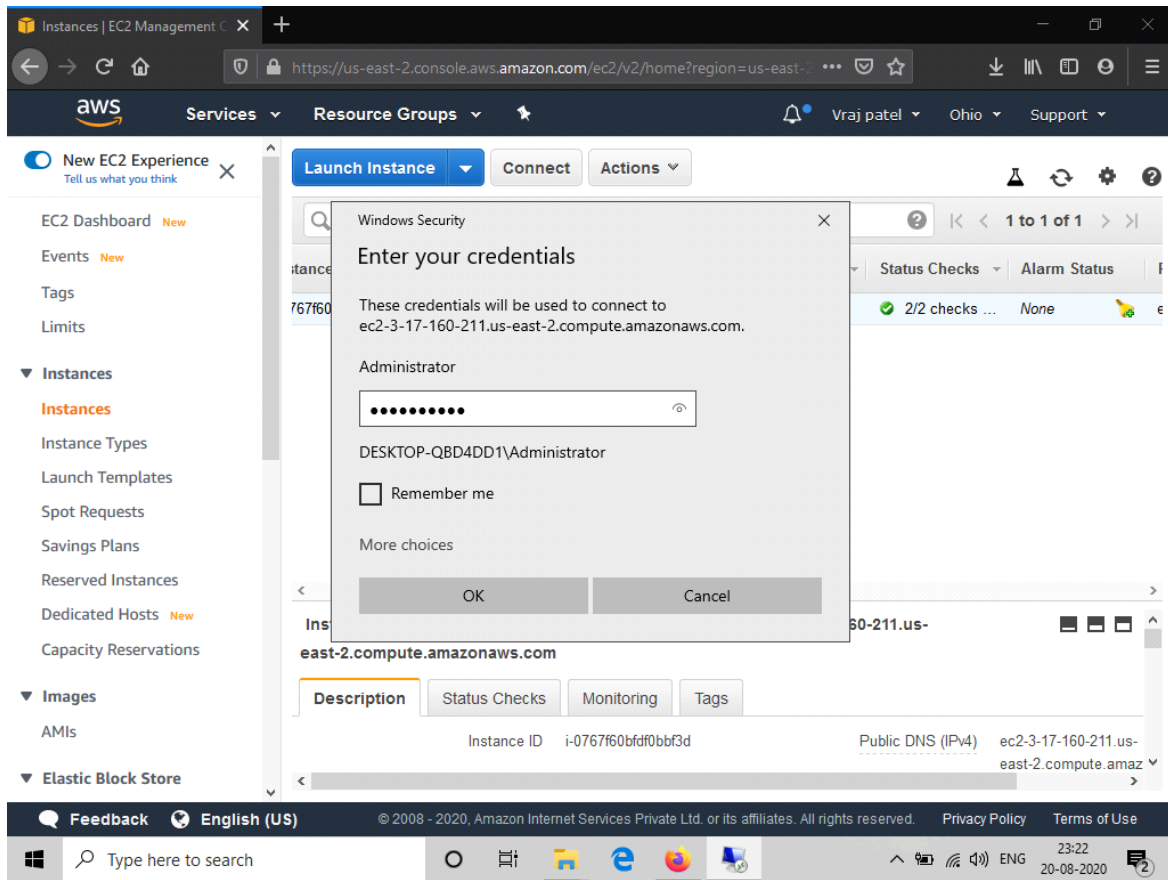 Instances | EC2 Management C
https://us-east-2.console.aws.amazon.com/ec2/v2/home?region=us-east-2
aws Services Resource Groups Vraj patel Ohio Support
New EC2 Experience
Tell us what you think
EC2 Dashboard New
Events New
Tags
Limits
Instances
Instances
Instance Types
Launch Templates
Spot Requests
Savings Plans
Reserved Instances
Dedicated Hosts New
Capacity Reservations
Images
AMIs
Elastic Block Store
Launch Instance Connect Actions
1 to 1 of 1
stance Status Checks Alarm Status
767f60 2/2 checks ... None
Windows Security
Enter your credentials
These credentials will be used to connect to
ec2-3-17-160-211.us-east-2.compute.amazonaws.com.
Administrator
••••••••••
DESKTOP-QBD4DD1\Administrator
Remember me
More choices
OK Cancel
Ins 60-211.us-
east-2.compute.amazonaws.com
Description Status Checks Monitoring Tags
Instance ID i-0767f60bfdf0bbf3d Public DNS (IPv4) ec2-3-17-160-211.us-
east-2.compute.amaz
Feedback English (US) © 2008 - 2020, Amazon Internet Services Private Ltd. or its affiliates. All rights reserved. Privacy Policy Terms of Use
Type here to search ENG 23:22
20-08-2020 2